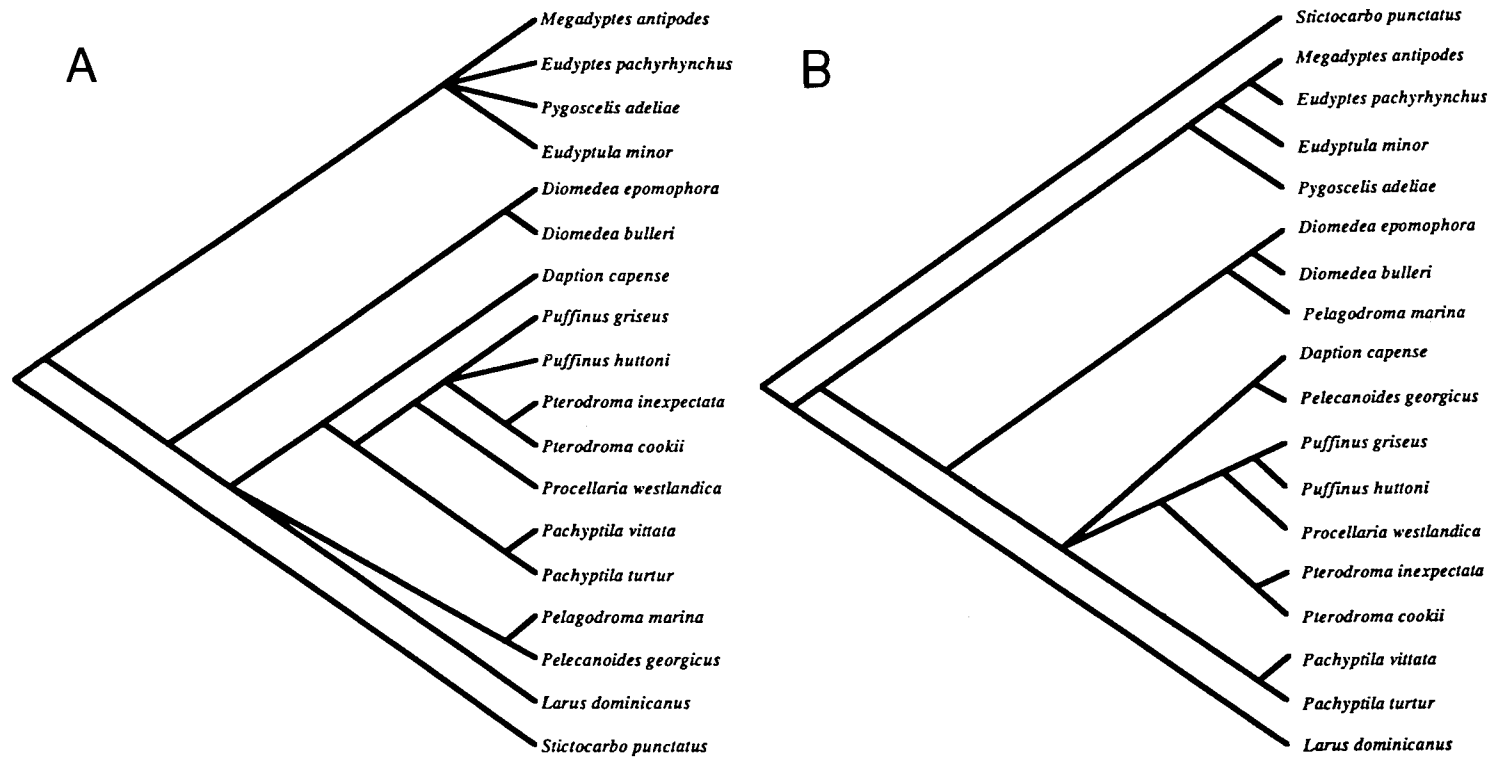 A
Megadyptes antipodes
Eudyptes pachyrhynchus
Pygoscelis adeliae
Eudyptula minor
Diomedea epomophora
Diomedea bulleri
Daption capense
Puffinus griseus
Puffinus huttoni
Pterodroma inexpectata
Pterodroma cookii
Procellaria westlandica
Pachyptila vittata
Pachyptila turtur
Pelagodroma marina
Pelecanoides georgicus
Larus dominicanus
Stictocarbo punctatus
B
Stictocarbo punctatus
Megadyptes antipodes
Eudyptes pachyrhynchus
Eudyptula minor
Pygoscelis adeliae
Diomedea epomophora
Diomedea bulleri
Pelagodroma marina
Daption capense
Pelecanoides georgicus
Puffinus griseus
Puffinus huttoni
Procellaria westlandica
Pterodroma inexpectata
Pterodroma cookii
Pachyptila vittata
Pachyptila turtur
Larus dominicanus